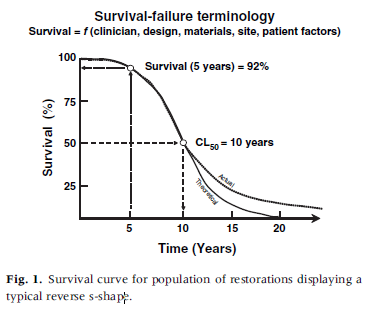 Survival-failure terminology
Survival = f (clinician, design, materials, site, patient factors)
100
Survival (5 years) = 92%
75
Survival (%)
50
CL50 = 10 years
Actual
Theoretical
25
5
10
15
20
Time (Years)
Fig. 1. Survival curve for population of restorations displaying a
typical reverse s-shape.